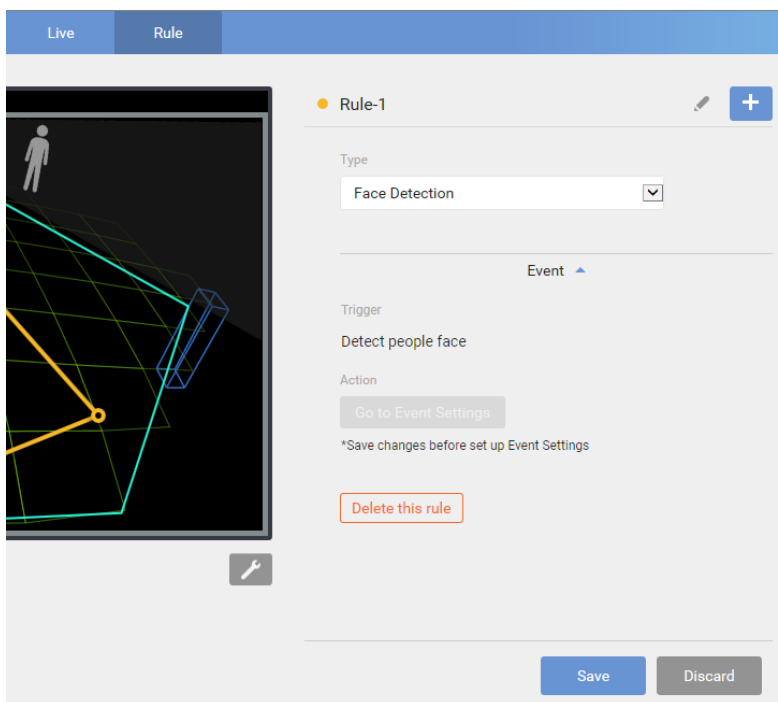 Live Rule
Rule-1
+
Type
Face Detection
Event
Trigger
Detect people face
Action
Go to Event Settings
*Save changes before set up Event Settings
Delete this rule
Save Discard